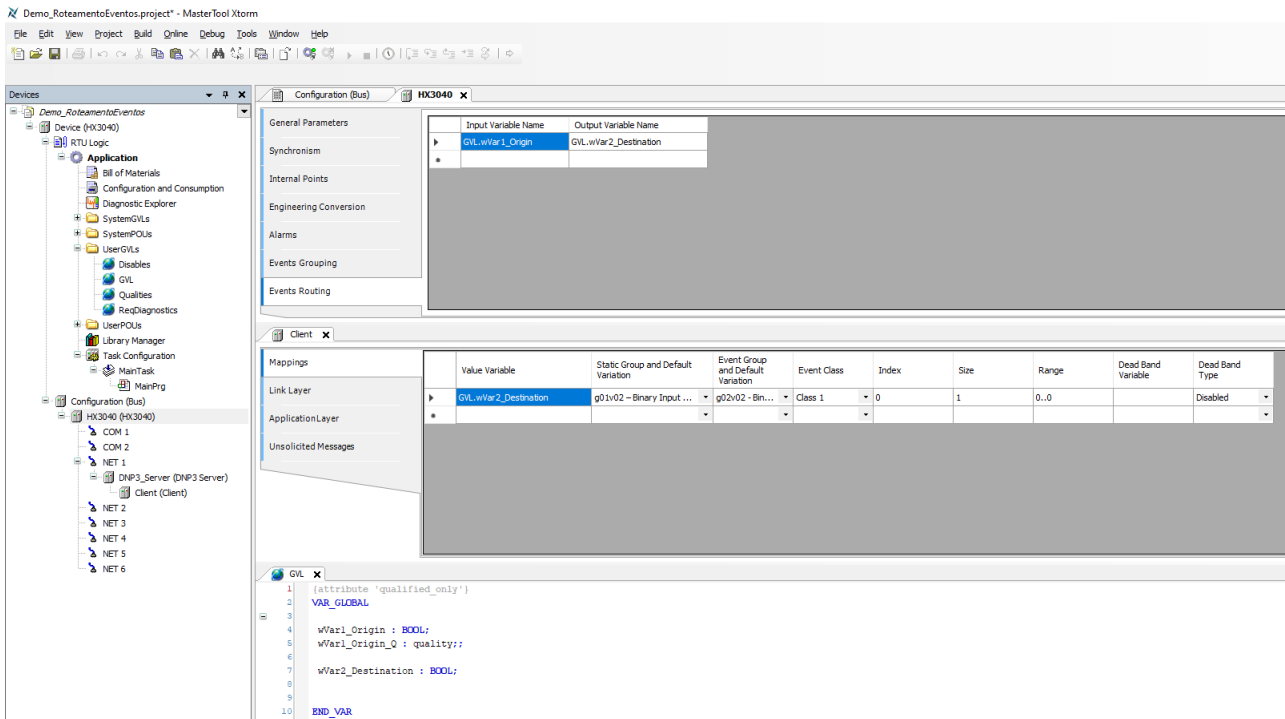 Demo_RoteamentoEventos.project* - MasterTool Xtorm
File Edit View Project Build Online Debug Tools Window Help
Devices
Demo_RoteamentoEventos
Device (HX3040)
RTU Logic
Application
Bill of Materials
Configuration and Consumption
Diagnostic Explorer
SystemGVLs
SystemPOUs
UserGVLs
Disables
GVL
Qualities
ReqDiagnostics
UserPOUs
Library Manager
Task Configuration
MainTask
MainPrg
Configuration (Bus)
HX3040 (HX3040)
COM 1
COM 2
NET 1
DNP3_Server (DNP3 Server)
Client (Client)
NET 2
NET 3
NET 4
NET 5
NET 6
Configuration (Bus) HX3040
General Parameters
Synchronism
Internal Points
Engineering Conversion
Alarms
Events Grouping
Events Routing
Input Variable Name Output Variable Name
GVL.wVar1_Origin GVL.wVar2_Destination
Client
Mappings
Link Layer
ApplicationLayer
Unsolicited Messages
Value Variable Static Group and Default Variation Event Group and Default Variation Event Class Index Size Range Dead Band Variable Dead Band Type
GVL.wVar2_Destination g01v02 – Binary Input ... g02v02 - Bin... Class 1 0 1 0..0 Disabled
GVL
1 {attribute 'qualified_only'}
2 VAR_GLOBAL
3
4 wVar1_Origin : BOOL;
5 wVar1_Origin_Q : quality;;
6
7 wVar2_Destination : BOOL;
8
9
10 END_VAR